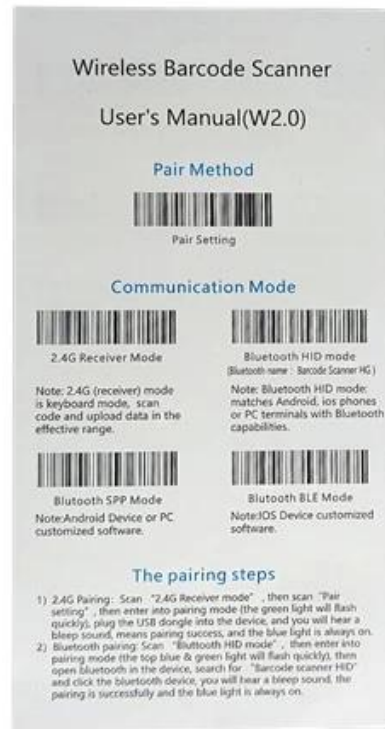 Wireless Barcode Scanner
User's Manual(W2.0)
Pair Method
Pair Setting
Communication Mode
2.4G Receiver Mode
Bluetooth HID mode
(Bluetooth name : Barcode Scanner HG )
Note: 2.4G (receiver) mode
is keyboard mode, scan
code and upload data in the
effective range.
Note: Bluetooth HID mode:
matches Android, ios phones
or PC terminals with Bluetooth
capabilities.
Blutooth SPP Mode
Note:Android Device or PC
customized software.
Blutooth BLE Mode
Note:IOS Device customized
software.
The pairing steps
1) 2.4G Pairing: Scan "2.4G Receiver mode" , then scan "Pair
setting" , then enter into pairing mode (the green light will flash
quickly), plug the USB dongle into the device, and you will hear a
bleep sound, means pairing success, and the blue light is always on.
2) Bluetooth pairing: Scan "Bluttooth HID mode" , then enter into
pairing mode (the top blue & green light will flash quickly), then
open bluetooth in the device, search for "Barcode scanner HID"
and click the bluetooth device, you will hear a bleep sound, the
pairing is successfully and the blue light is always on.